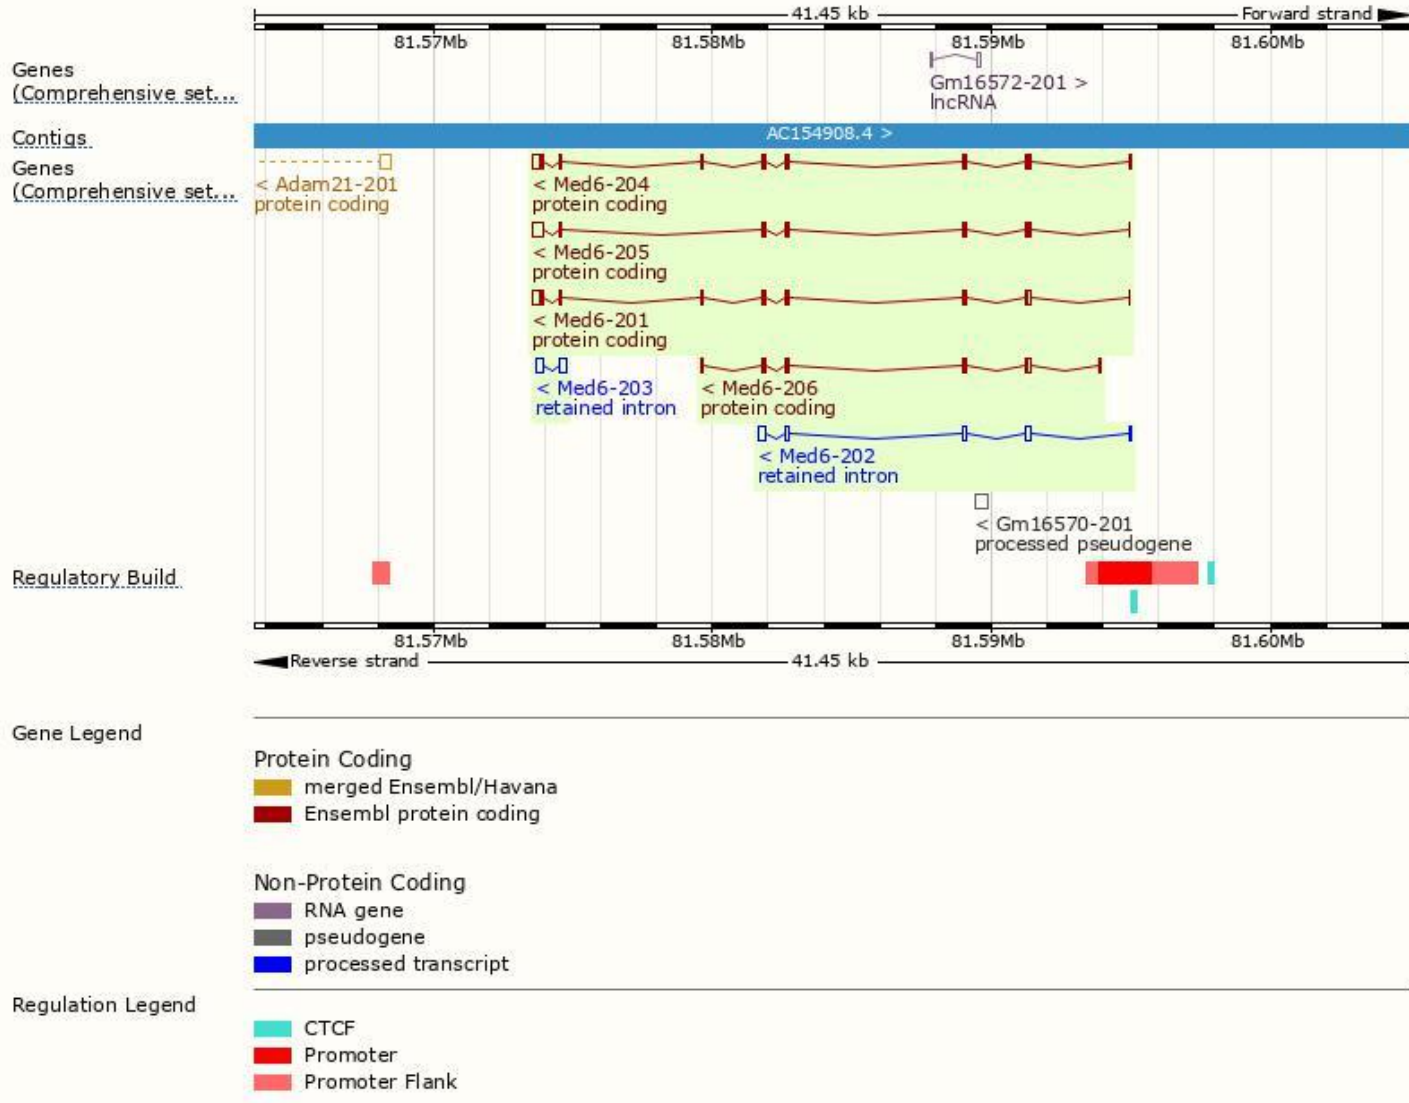 41.45 kb Forward strand
81.57Mb 81.58Mb 81.59Mb 81.60Mb
Genes
(Comprehensive set...
Gm16572-201 >
lncRNA
Contigs AC154908.4 >
Genes
(Comprehensive set...
< Adam21-201
protein coding
< Med6-204
protein coding
< Med6-205
protein coding
< Med6-201
protein coding
< Med6-203
retained intron
< Med6-206
protein coding
< Med6-202
retained intron
< Gm16570-201
processed pseudogene
Regulatory Build
81.57Mb 81.58Mb 81.59Mb 81.60Mb
Reverse strand 41.45 kb
Gene Legend
Protein Coding
merged Ensembl/Havana
Ensembl protein coding
Non-Protein Coding
RNA gene
pseudogene
processed transcript
Regulation Legend
CTCF
Promoter
Promoter Flank